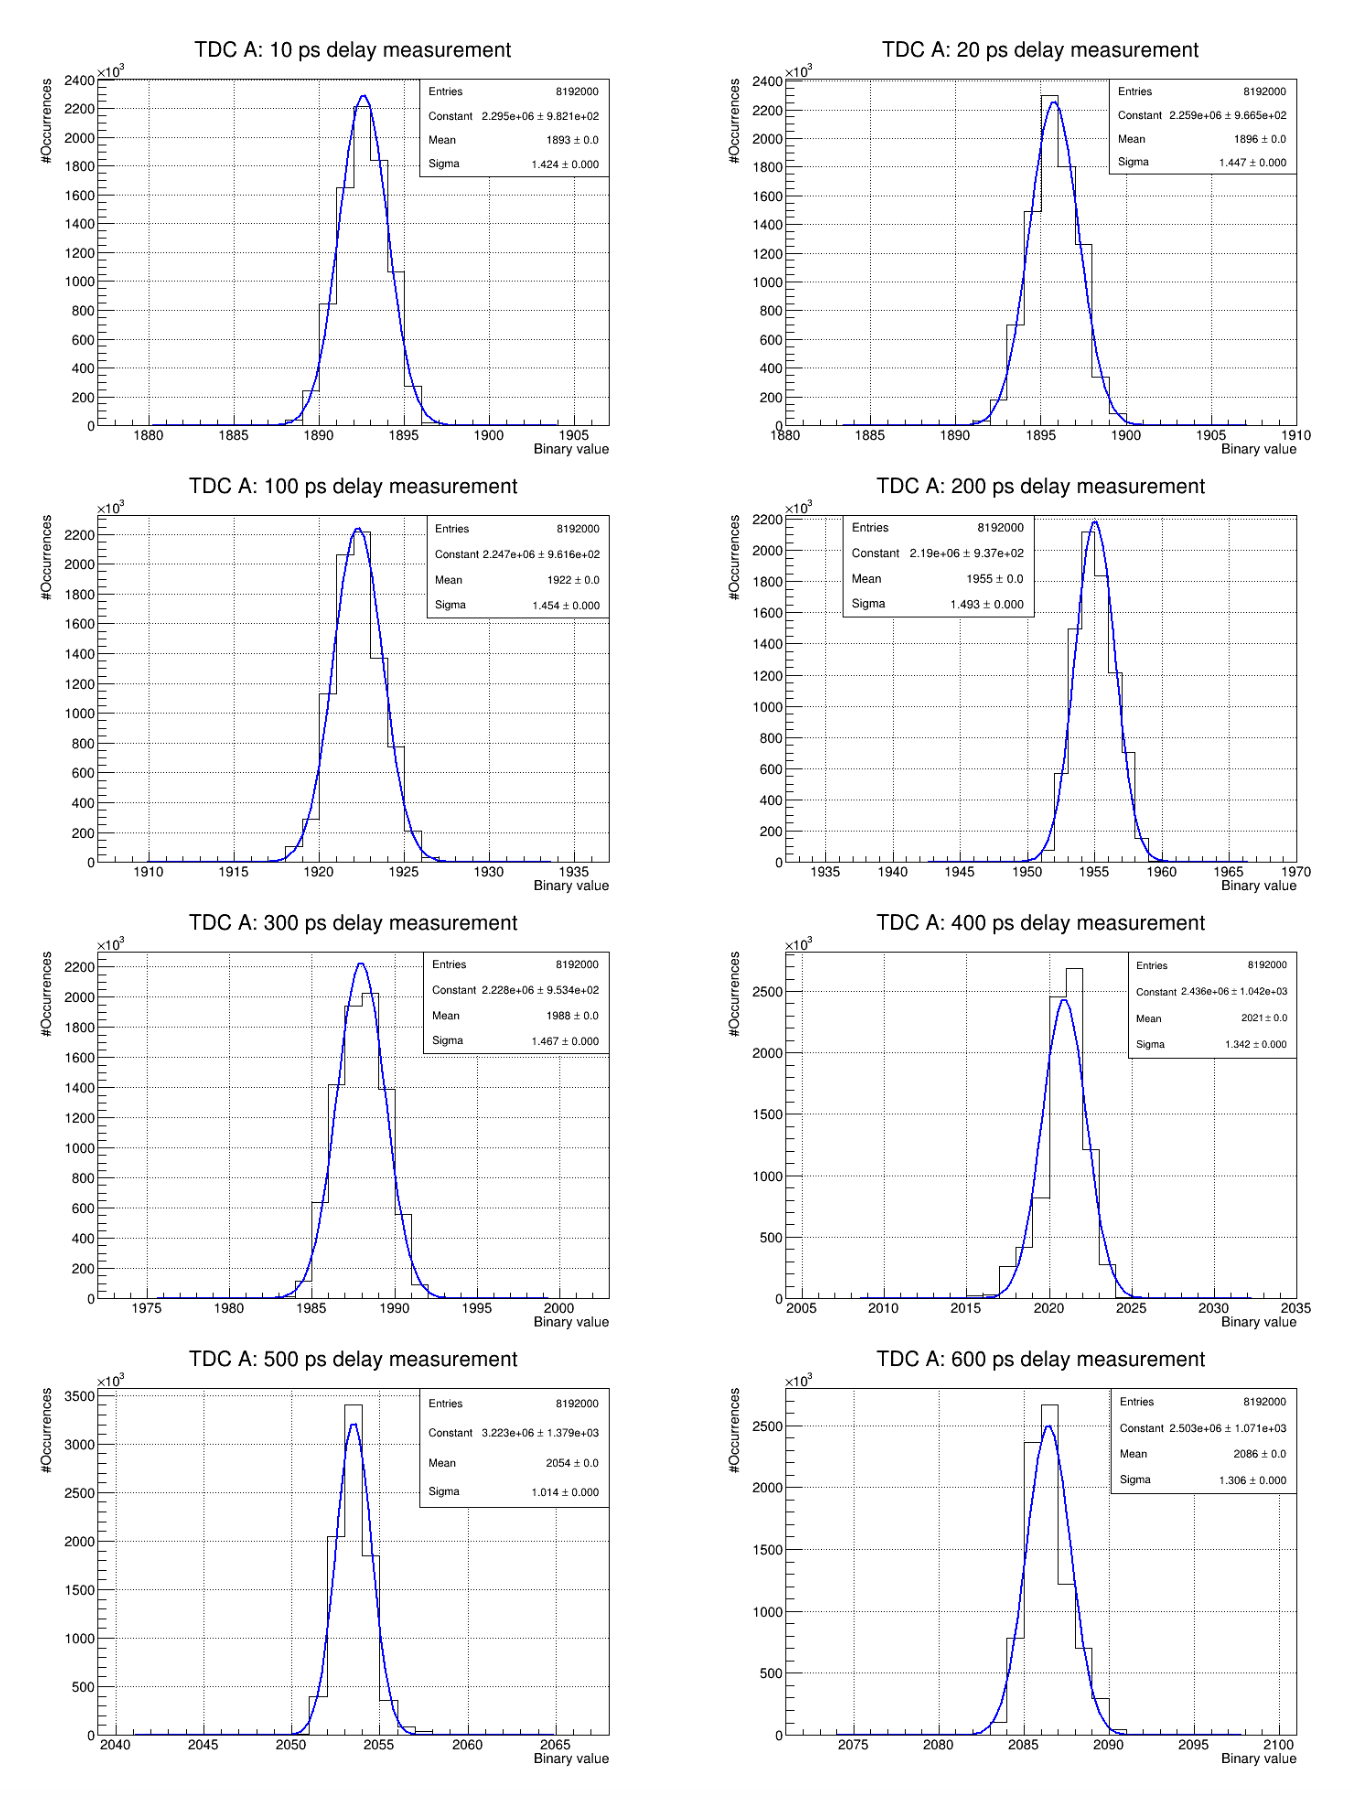 TDC A: 10 ps delay measurement
×10³
#Occurrences
2400
2200
2000
1800
1600
1400
1200
1000
800
600
400
200
0
1880 1885 1890 1895 1900 1905
Binary value
Entries 8192000
Constant 2.295e+06 ± 9.821e+02
Mean 1893 ± 0.0
Sigma 1.424 ± 0.000
TDC A: 20 ps delay measurement
×10³
#Occurrences
2400
2200
2000
1800
1600
1400
1200
1000
800
600
400
200
0
1880 1885 1890 1895 1900 1905 1910
Binary value
Entries 8192000
Constant 2.259e+06 ± 9.665e+02
Mean 1896 ± 0.0
Sigma 1.447 ± 0.000
TDC A: 100 ps delay measurement
×10³
#Occurrences
2200
2000
1800
1600
1400
1200
1000
800
600
400
200
0
1910 1915 1920 1925 1930 1935
Binary value
Entries 8192000
Constant 2.247e+06 ± 9.616e+02
Mean 1922 ± 0.0
Sigma 1.454 ± 0.000
TDC A: 200 ps delay measurement
×10³
#Occurrences
2200
2000
1800
1600
1400
1200
1000
800
600
400
200
0
1935 1940 1945 1950 1955 1960 1965 1970
Binary value
Entries 8192000
Constant 2.19e+06 ± 9.37e+02
Mean 1955 ± 0.0
Sigma 1.493 ± 0.000
TDC A: 300 ps delay measurement
×10³
#Occurrences
2200
2000
1800
1600
1400
1200
1000
800
600
400
200
0
1975 1980 1985 1990 1995 2000
Binary value
Entries 8192000
Constant 2.228e+06 ± 9.534e+02
Mean 1988 ± 0.0
Sigma 1.467 ± 0.000
TDC A: 400 ps delay measurement
×10³
#Occurrences
2500
2000
1500
1000
500
0
2005 2010 2015 2020 2025 2030 2035
Binary value
Entries 8192000
Constant 2.436e+06 ± 1.042e+03
Mean 2021 ± 0.0
Sigma 1.342 ± 0.000
TDC A: 500 ps delay measurement
×10³
#Occurrences
3500
3000
2500
2000
1500
1000
500
0
2040 2045 2050 2055 2060 2065
Binary value
Entries 8192000
Constant 3.223e+06 ± 1.379e+03
Mean 2054 ± 0.0
Sigma 1.014 ± 0.000
TDC A: 600 ps delay measurement
×10³
#Occurrences
2500
2000
1500
1000
500
0
2075 2080 2085 2090 2095 2100
Binary value
Entries 8192000
Constant 2.503e+06 ± 1.071e+03
Mean 2086 ± 0.0
Sigma 1.306 ± 0.000